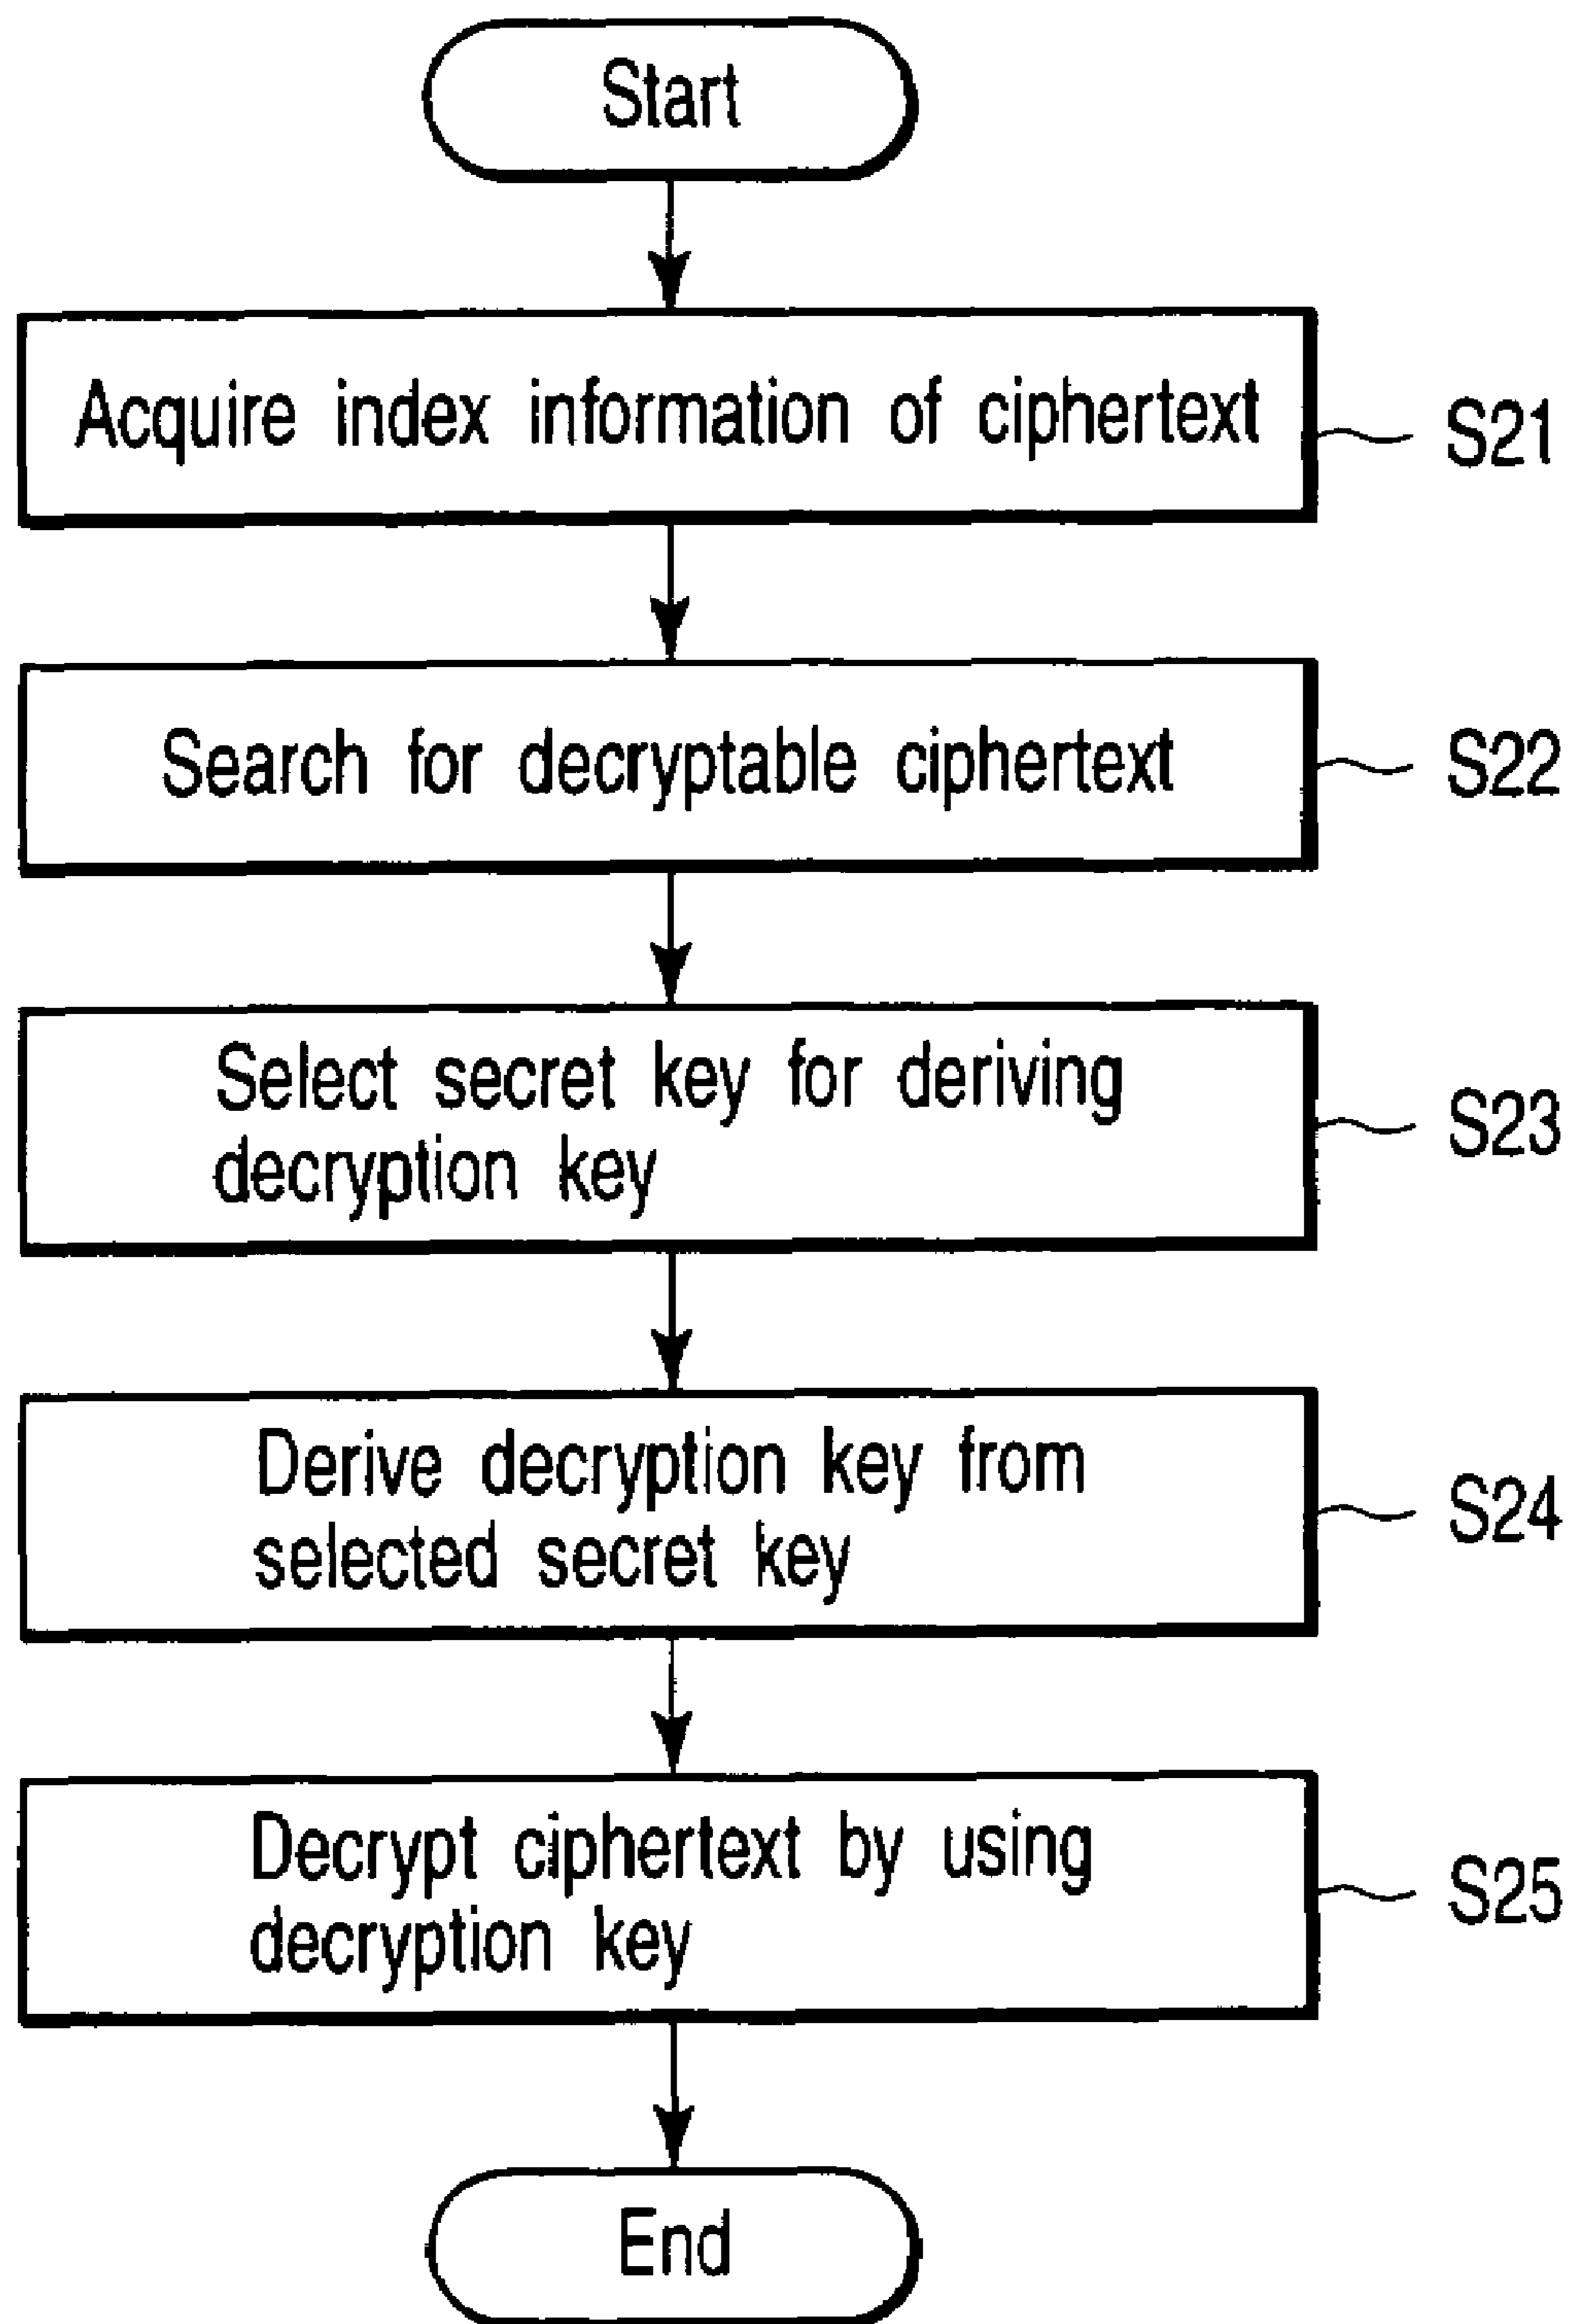 Start
Acquire index information of ciphertext
S21
Search for decryptable ciphertext
S22
Select secret key for deriving
decryption key
S23
Derive decryption key from
selected secret key
S24
Decrypt ciphertext by using
decryption key
S25
End